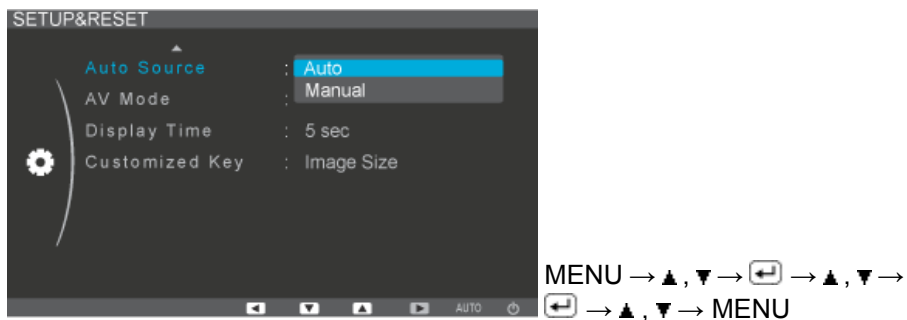 SETUP&RESET
Auto Source : Auto
Manual
AV Mode :
Display Time : 5 sec
Customized Key : Image Size
AUTO
MENU → ▲ , ▼ → ↵ → ▲ , ▼ →
↵ → ▲ , ▼ → MENU